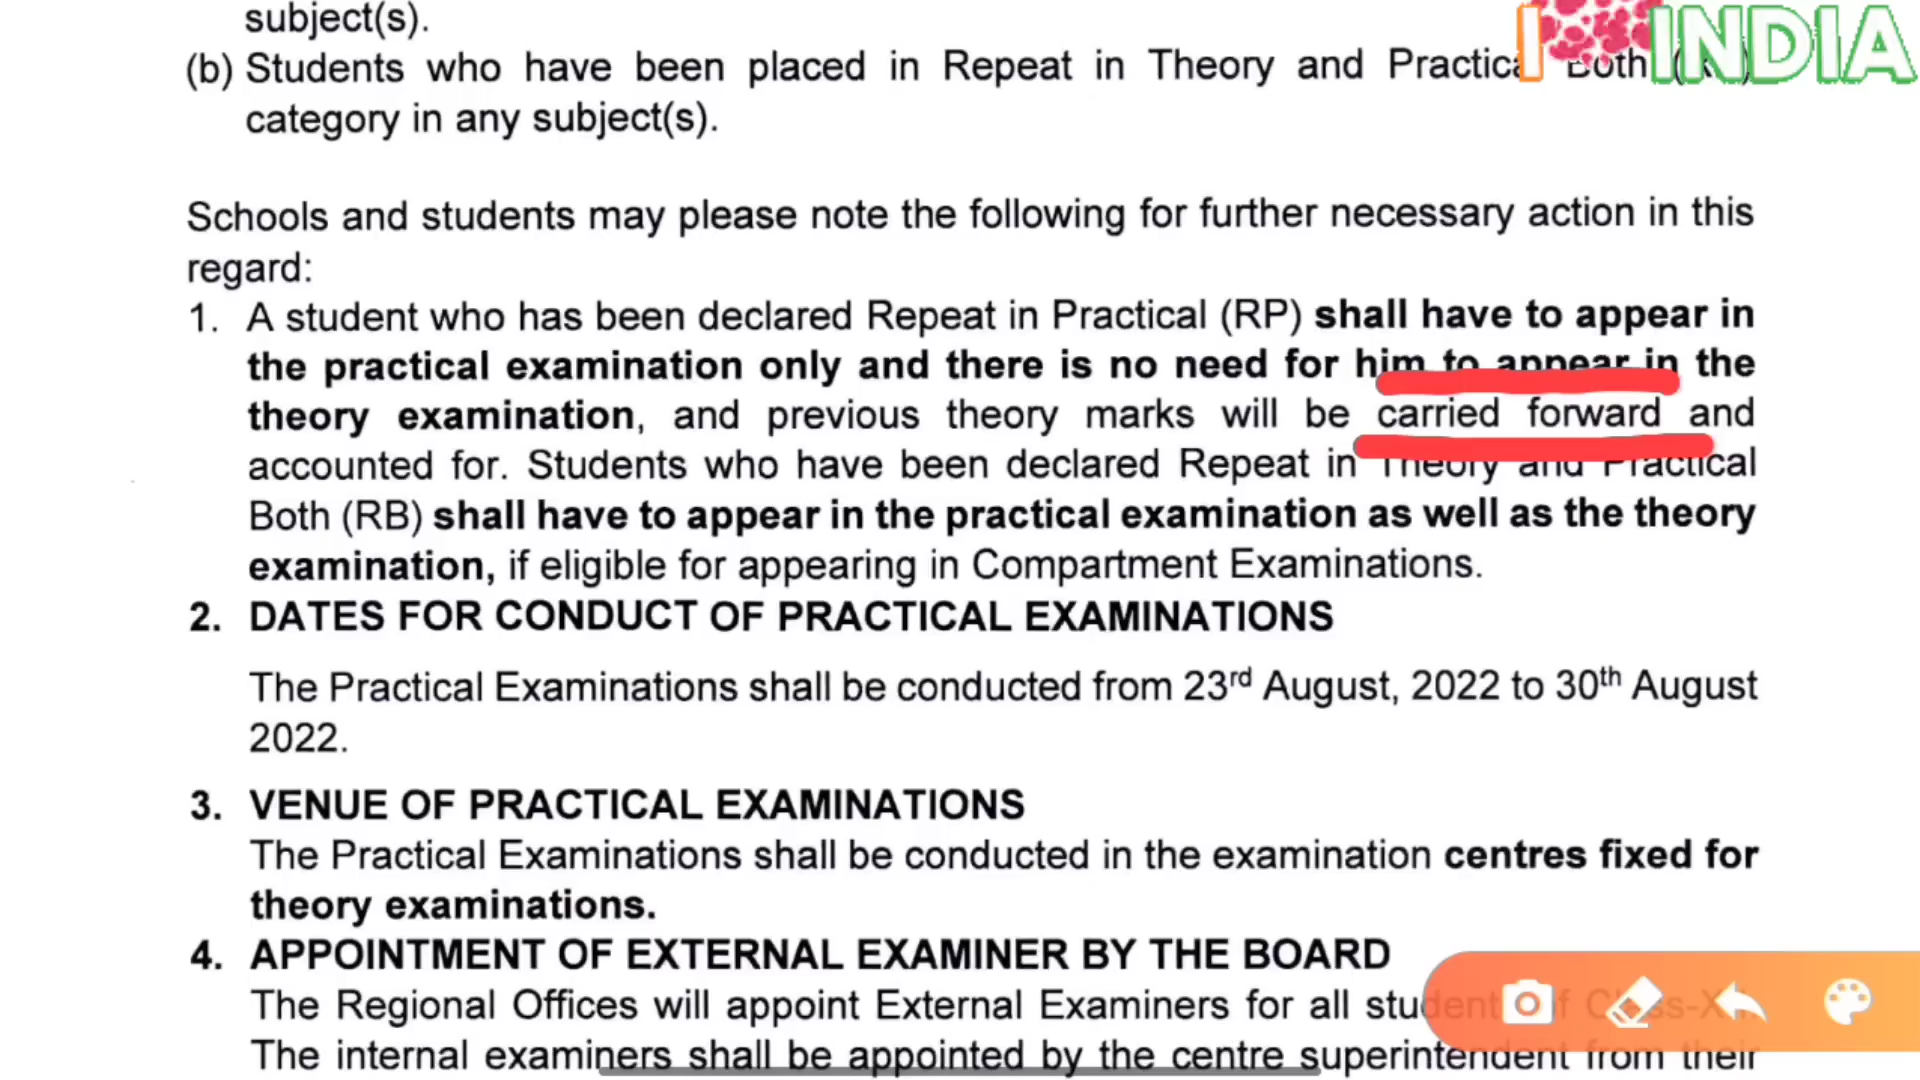 subject(s).
I INDIA
(b) Students who have been placed in Repeat in Theory and Practical Both
category in any subject(s).
Schools and students may please note the following for further necessary action in this
regard:
1. A student who has been declared Repeat in Practical (RP) shall have to appear in
the practical examination only and there is no need for him to appear in the
theory examination, and previous theory marks will be carried forward and
accounted for. Students who have been declared Repeat in Theory and Practical
Both (RB) shall have to appear in the practical examination as well as the theory
examination, if eligible for appearing in Compartment Examinations.
2. DATES FOR CONDUCT OF PRACTICAL EXAMINATIONS
The Practical Examinations shall be conducted from 23rd August, 2022 to 30th August
2022.
3. VENUE OF PRACTICAL EXAMINATIONS
The Practical Examinations shall be conducted in the examination centres fixed for
theory examinations.
4. APPOINTMENT OF EXTERNAL EXAMINER BY THE BOARD
The Regional Offices will appoint External Examiners for all students of
The internal examiners shall be appointed by the centre superintendent from their